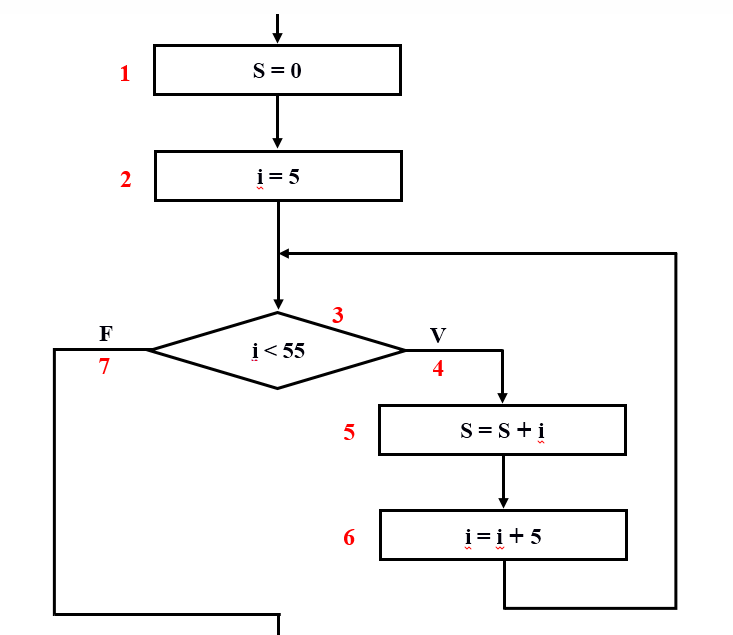 1
S = 0
2
i = 5
3
F
V
i < 55
7
4
5
S = S + i
6
i = i + 5